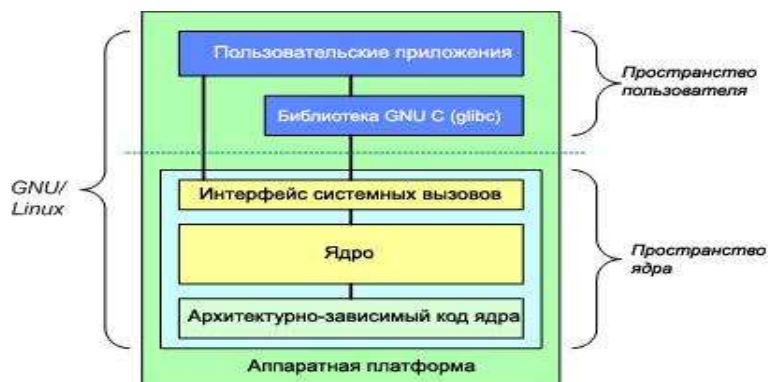 Пользовательские приложения
Библиотека GNU C (glibc)
Пространство
пользователя
GNU/
Linux
Интерфейс системных вызовов
Ядро
Архитектурно-зависимый код ядра
Пространство
ядра
Аппаратная платформа